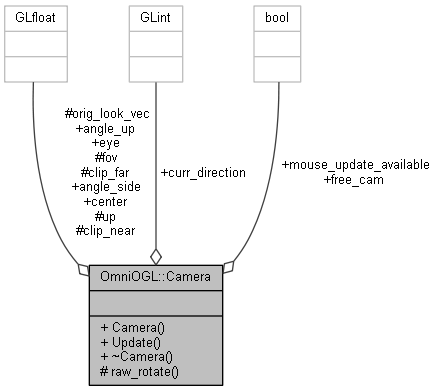 GLfloat
GLint
bool
#orig_look_vec
+angle_up
+eye
#fov
#clip_far
+angle_side
+center
#up
#clip_near
+curr_direction
+mouse_update_available
+free_cam
OmniOGL::Camera
+ Camera()
+ Update()
+ ~Camera()
# raw_rotate()